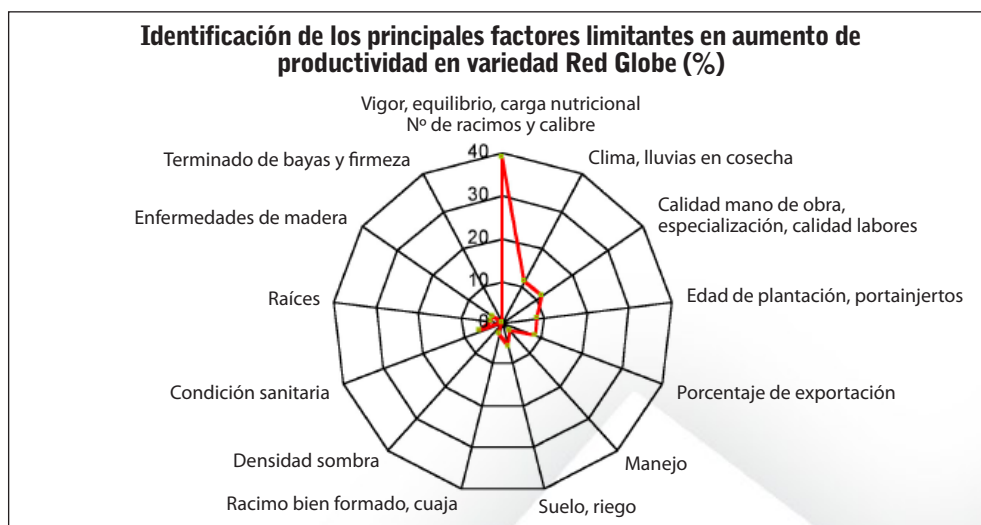 Identificación de los principales factores limitantes en aumento de
productividad en variedad Red Globe (%)
Vigor, equilibrio, carga nutricional
Nº de racimos y calibre
Clima, lluvias en cosecha
Calidad mano de obra,
especialización, calidad labores
Edad de plantación, portainjertos
Porcentaje de exportación
Manejo
Suelo, riego
Racimo bien formado, cuaja
Densidad sombra
Condición sanitaria
Raíces
Enfermedades de madera
Terminado de bayas y firmeza
40
30
20
10
0